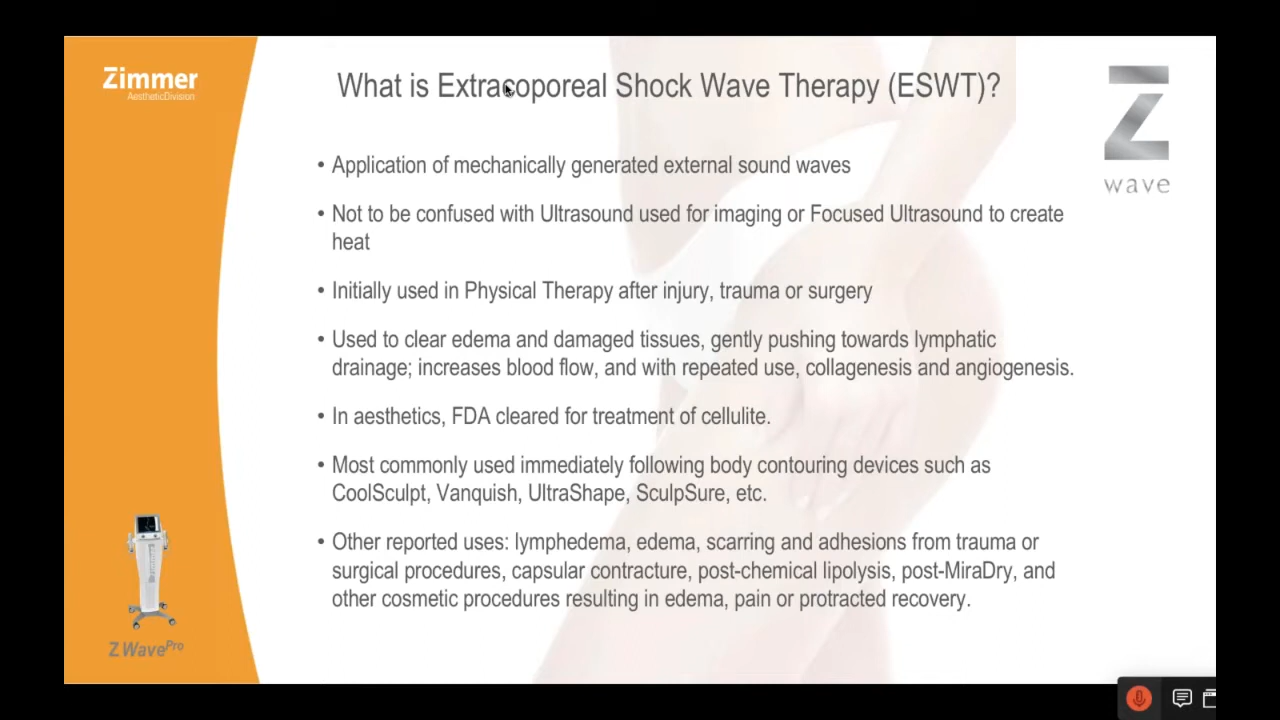 Zimmer
AestheticDivision
What is Extracoporeal Shock Wave Therapy (ESWT)?
Z
wave
• Application of mechanically generated external sound waves
• Not to be confused with Ultrasound used for imaging or Focused Ultrasound to create
heat
• Initially used in Physical Therapy after injury, trauma or surgery
• Used to clear edema and damaged tissues, gently pushing towards lymphatic
drainage; increases blood flow, and with repeated use, collagenesis and angiogenesis.
• In aesthetics, FDA cleared for treatment of cellulite.
• Most commonly used immediately following body contouring devices such as
CoolSculpt, Vanquish, UltraShape, SculpSure, etc.
• Other reported uses: lymphedema, edema, scarring and adhesions from trauma or
surgical procedures, capsular contracture, post-chemical lipolysis, post-MiraDry, and
other cosmetic procedures resulting in edema, pain or protracted recovery.
Z WavePro